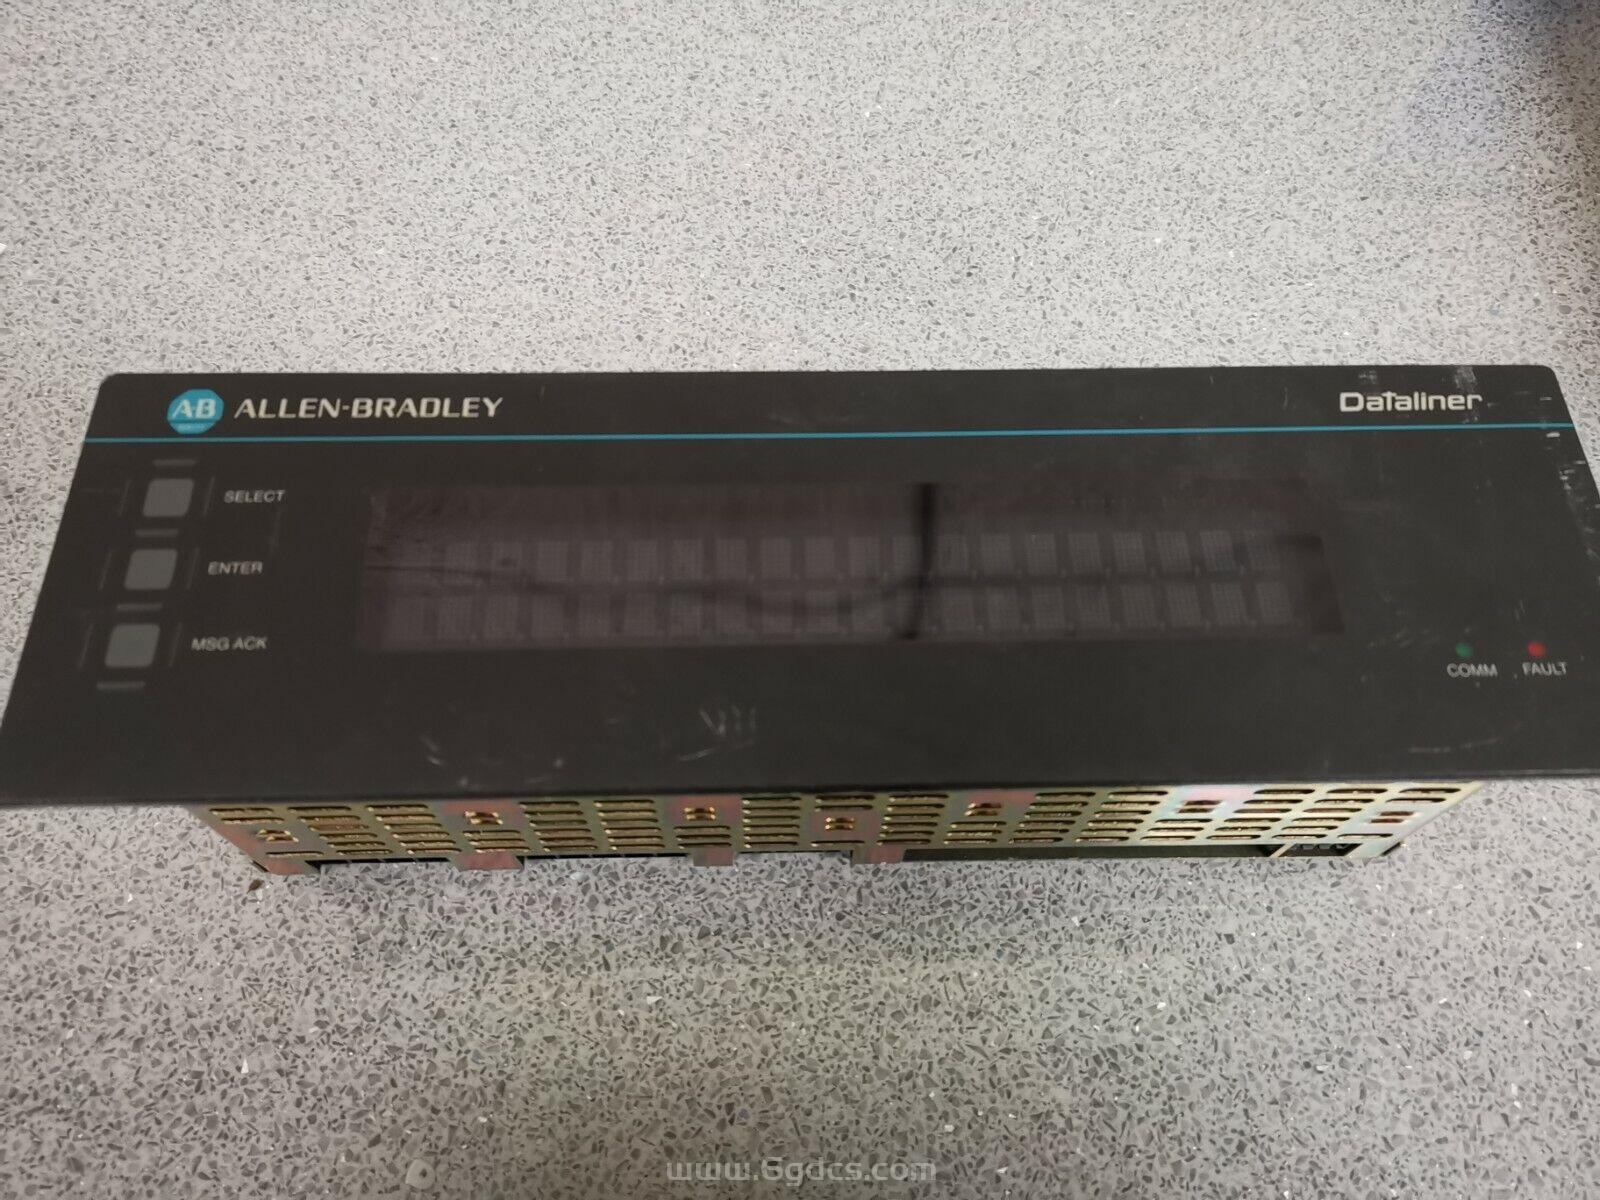 AB ALLEN-BRADLEY
Dataliner
SELECT
ENTER
MSG ACK
COMM FAULT
www.6gdcs.com